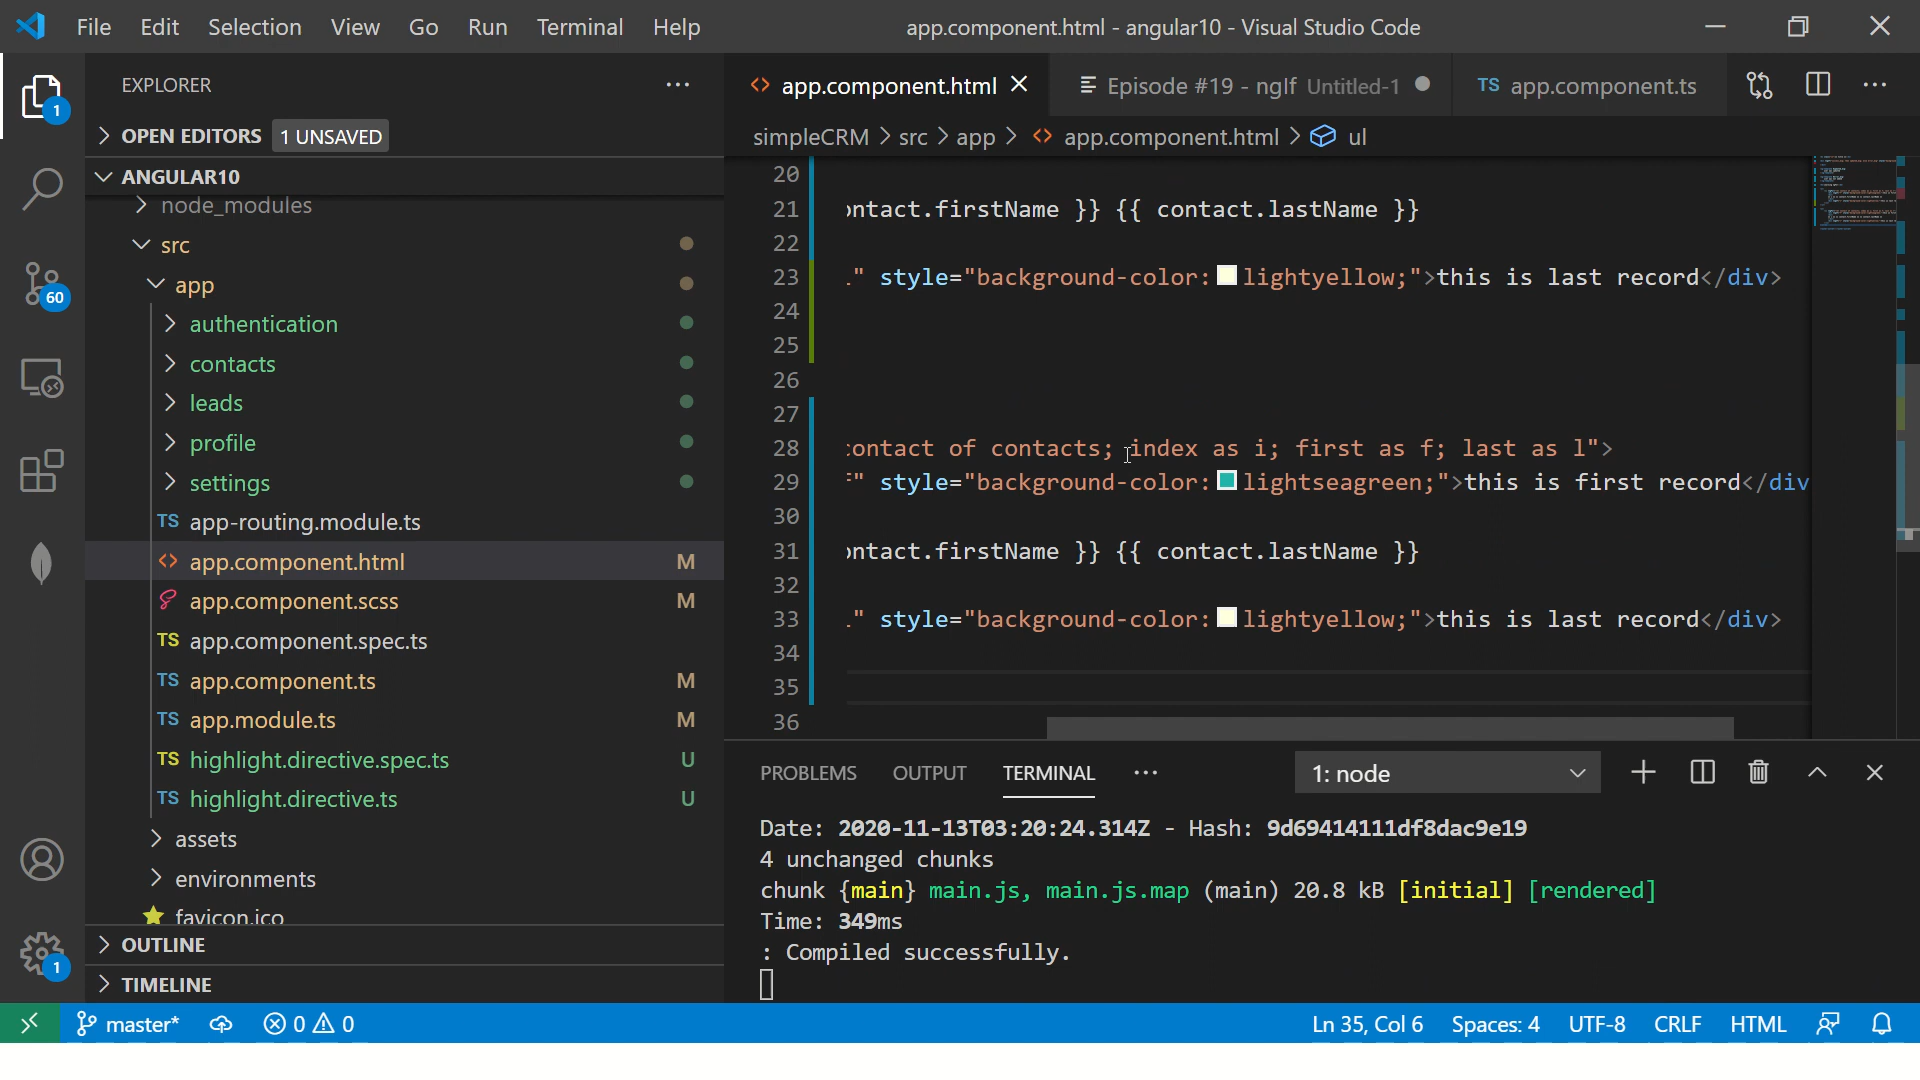 File Edit Selection View Go Run Terminal Help
app.component.html - angular10 - Visual Studio Code
EXPLORER
OPEN EDITORS 1 UNSAVED
ANGULAR10
node_modules
src
app
authentication
contacts
leads
profile
settings
TS app-routing.module.ts
<> app.component.html M
app.component.scss M
TS app.component.spec.ts
TS app.component.ts M
TS app.module.ts M
TS highlight.directive.spec.ts U
TS highlight.directive.ts U
assets
environments
favicon.ico
OUTLINE
TIMELINE
1
60
1
<> app.component.html
Episode #19 - ngIf Untitled-1
TS app.component.ts
simpleCRM > src > app > <> app.component.html > ul
20
21 ontact.firstName }} {{ contact.lastName }}
22
23 l" style="background-color: lightyellow;">this is last record</div>
24
25
26
27
28 contact of contacts; index as i; first as f; last as l">
29 f" style="background-color: lightseagreen;">this is first record</div
30
31 ontact.firstName }} {{ contact.lastName }}
32
33 l" style="background-color: lightyellow;">this is last record</div>
34
35
36
PROBLEMS OUTPUT TERMINAL ··· 1: node
Date: 2020-11-13T03:20:24.314Z - Hash: 9d69414111df8dac9e19
4 unchanged chunks
chunk {main} main.js, main.js.map (main) 20.8 kB [initial] [rendered]
Time: 349ms
: Compiled successfully.
master* 0 0
Ln 35, Col 6 Spaces: 4 UTF-8 CRLF HTML